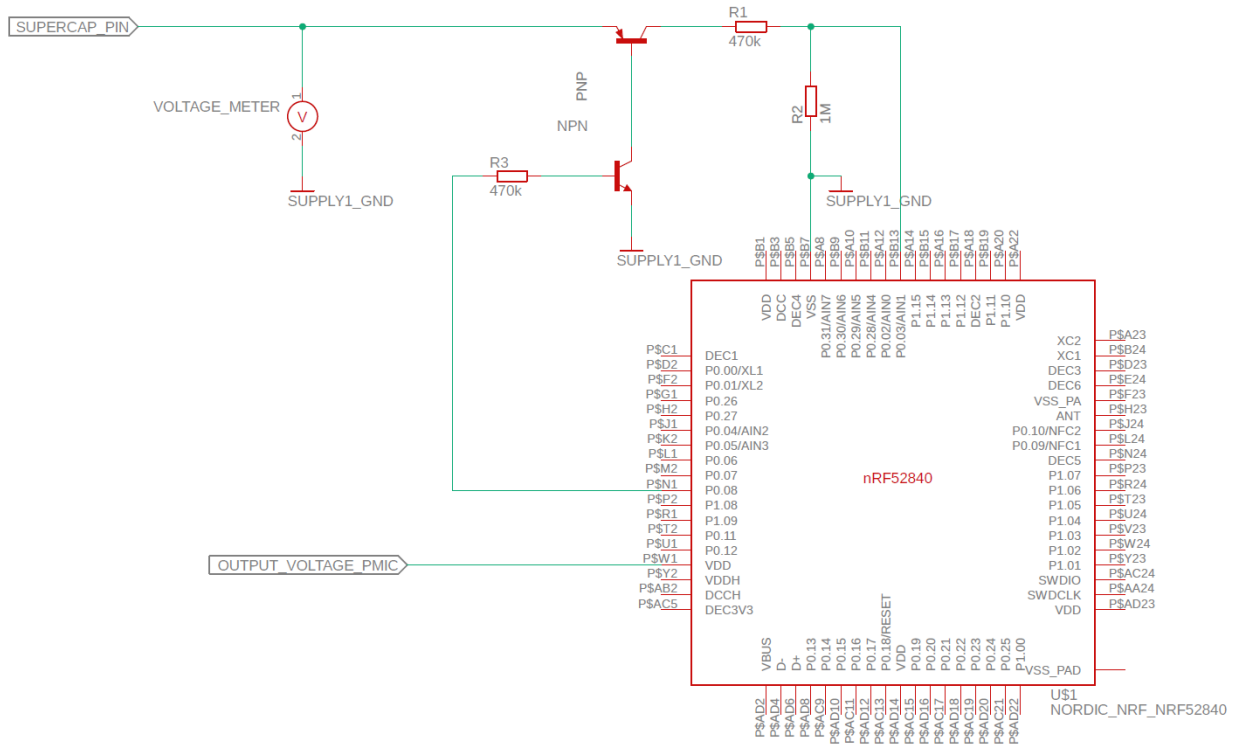 SUPERCAP_PIN
R1
470k
PNP
NPN
VOLTAGE_METER
1
V
2
SUPPLY1_GND
R3
470k
SUPPLY1_GND
R2
1M
SUPPLY1_GND
P$B1
P$B3
P$B5
P$B7
P$A8
P$B9
P$A10
P$B11
P$A12
P$B13
P$A14
P$B15
P$A16
P$B17
P$A18
P$B19
P$A20
P$A22
VDD
DCC
DEC4
VSS
P0.31/AIN7
P0.30/AIN6
P0.29/AIN5
P0.28/AIN4
P0.02/AIN0
P0.03/AIN1
P1.15
P1.14
P1.13
P1.12
DEC2
P1.11
P1.10
VDD
P$C1 DEC1
P$D2 P0.00/XL1
P$F2 P0.01/XL2
P$G1 P0.26
P$H2 P0.27
P$J1 P0.04/AIN2
P$K2 P0.05/AIN3
P$L1 P0.06
P$M2 P0.07
P$N1 P0.08
P$P2 P1.08
P$R1 P1.09
P$T2 P0.11
P$U1 P0.12
P$W1 VDD
P$Y2 VDDH
P$AB2 DCCH
P$AC5 DEC3V3
OUTPUT_VOLTAGE_PMIC
nRF52840
XC2 P$A23
XC1 P$B24
DEC3 P$D23
DEC6 P$E24
VSS_PA P$F23
ANT P$H23
P0.10/NFC2 P$J24
P0.09/NFC1 P$L24
DEC5 P$N24
P1.07 P$P23
P1.06 P$R24
P1.05 P$T23
P1.04 P$U24
P1.03 P$V23
P1.02 P$W24
P1.01 P$Y23
SWDIO P$AC24
SWDCLK P$AA24
VDD P$AD23
VBUS
D-
D+
P0.13
P0.14
P0.15
P0.16
P0.17
P0.18/RESET
VDD
P0.19
P0.20
P0.21
P0.22
P0.23
P0.24
P0.25
P1.00
VSS_PAD
P$AD2
P$AD4
P$AD6
P$AD8
P$AC9
P$AD10
P$AC11
P$AD12
P$AC13
P$AD14
P$AC15
P$AD16
P$AC17
P$AD18
P$AC19
P$AD20
P$AC21
P$AD22
U$1
NORDIC_NRF_NRF52840